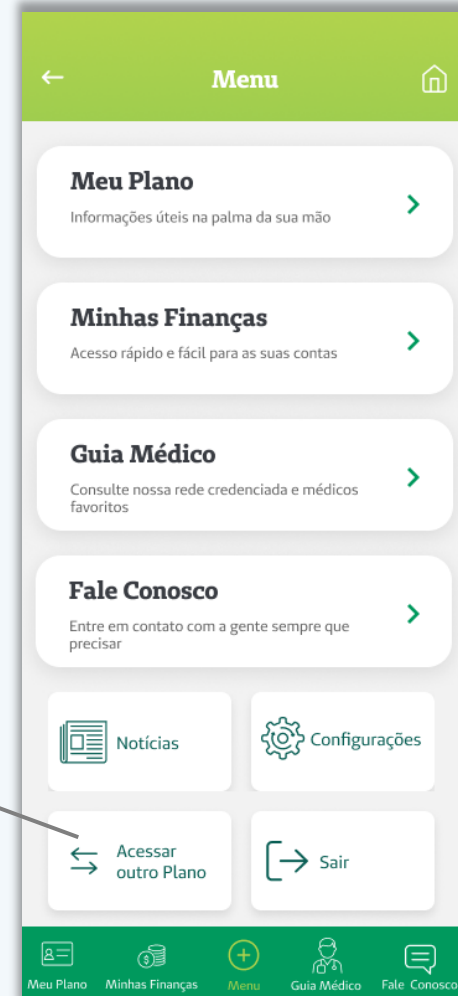 Menu
Meu Plano
Informações úteis na palma da sua mão
Minhas Finanças
Acesso rápido e fácil para as suas contas
Guia Médico
Consulte nossa rede credenciada e médicos
favoritos
Fale Conosco
Entre em contato com a gente sempre que
precisar
Notícias
Configurações
Acessar
outro Plano
Sair
Meu Plano
Minhas Finanças
Menu
Guia Médico
Fale Conosco